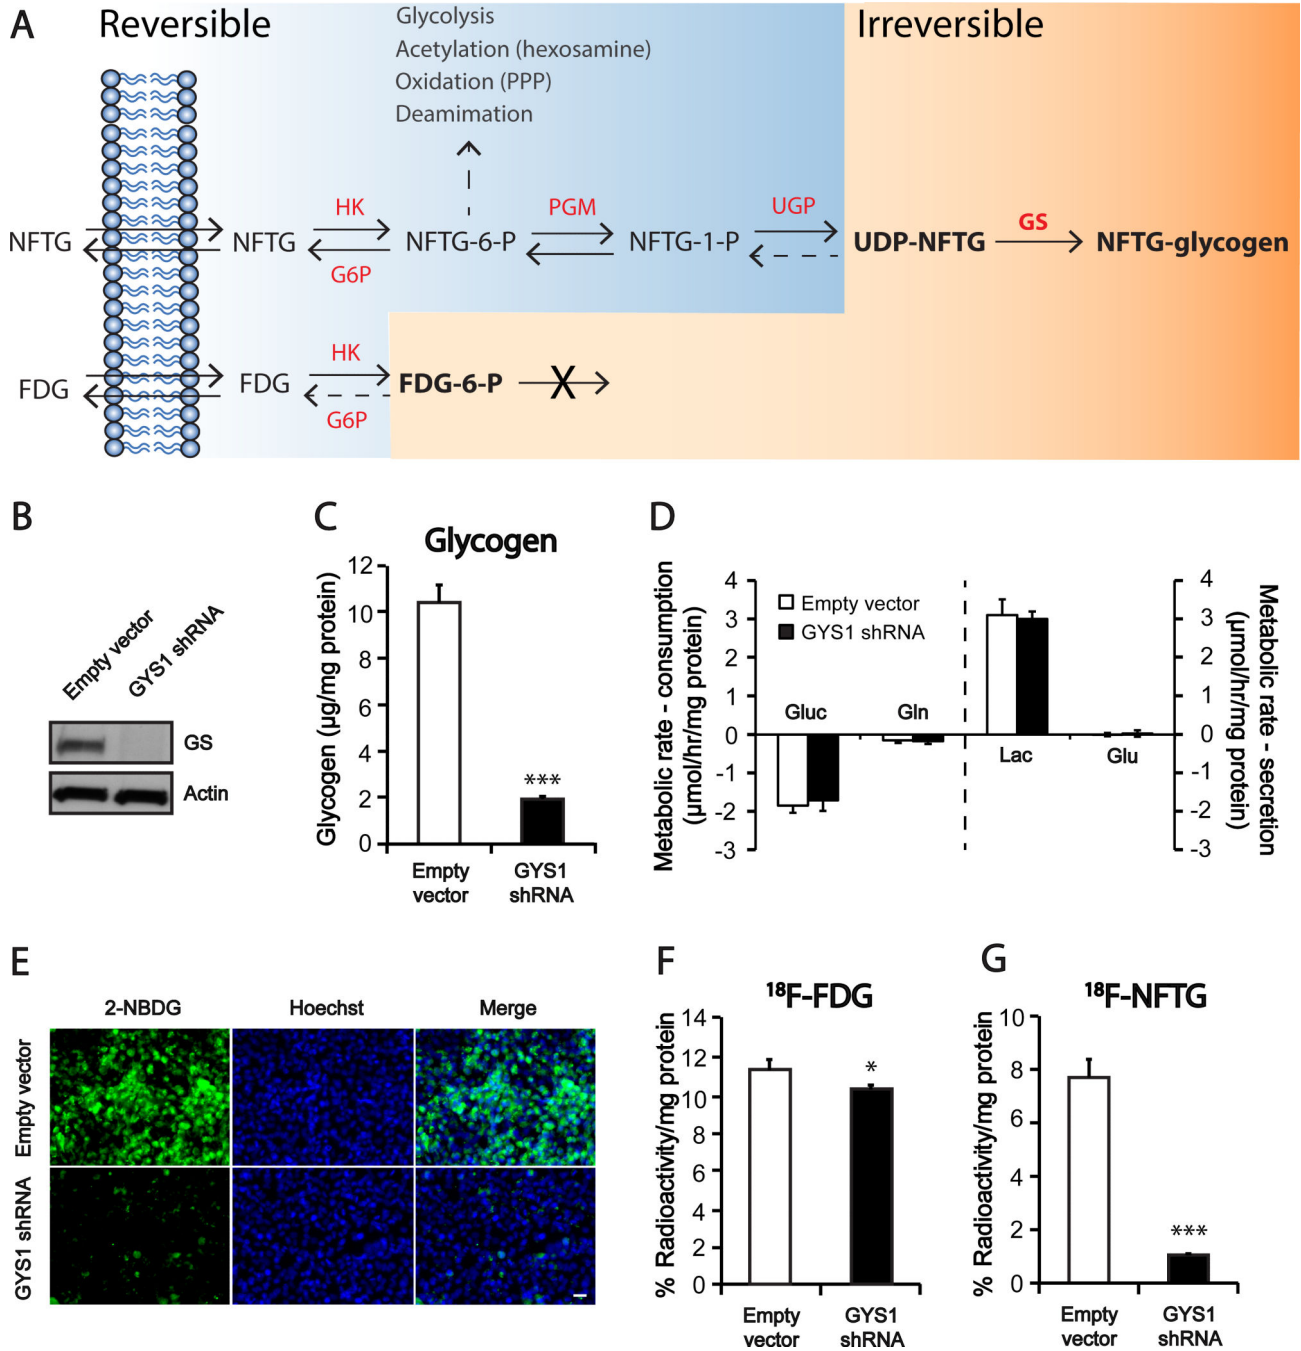 A
Reversible
Irreversible
Glycolysis
Acetylation (hexosamine)
Oxidation (PPP)
Deamimation
HK
PGM
UGP
GS
NFTG
NFTG
NFTG-6-P
NFTG-1-P
UDP-NFTG
NFTG-glycogen
G6P
HK
FDG
FDG
FDG-6-P
X
G6P
B
Empty vector
GYS1 shRNA
GS
Actin
C
Glycogen
Glycogen (µg/mg protein)
12
10
8
6
4
2
0
***
Empty
vector
GYS1
shRNA
D
Metabolic rate - consumption
(µmol/hr/mg protein)
4
3
2
1
0
-1
-2
-3
Empty vector
GYS1 shRNA
Gluc
Gln
Lac
Glu
4
3
2
1
0
-1
-2
-3
Metabolic rate - secretion
(µmol/hr/mg protein)
E
2-NBDG
Hoechst
Merge
Empty vector
GYS1 shRNA
F
18F-FDG
% Radioactivity/mg protein
14
12
10
8
6
4
2
0
*
Empty
vector
GYS1
shRNA
G
18F-NFTG
% Radioactivity/mg protein
10
8
6
4
2
0
***
Empty
vector
GYS1
shRNA